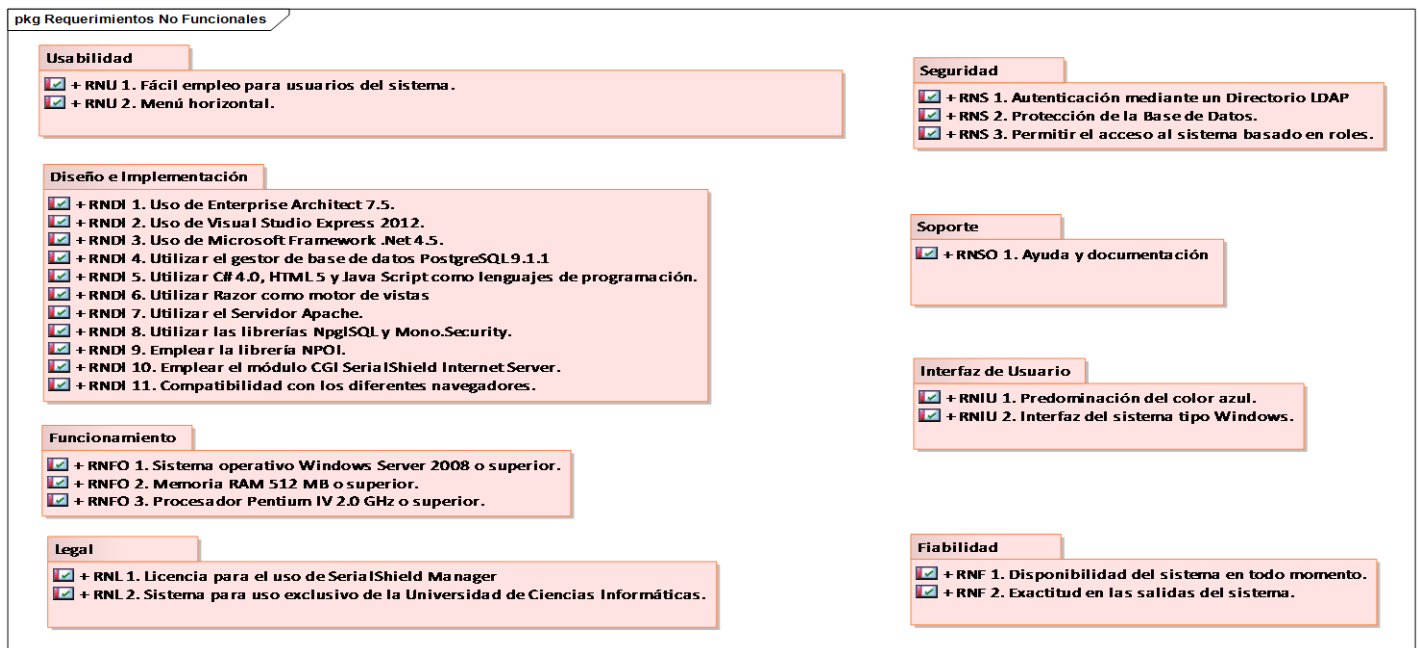 pkg Requerimientos No Funcionales
Usabilidad
+ RNU 1. Fácil empleo para usuarios del sistema.
+ RNU 2. Menú horizontal.
Diseño e Implementación
+ RNDI 1. Uso de Enterprise Architect 7.5.
+ RNDI 2. Uso de Visual Studio Express 2012.
+ RNDI 3. Uso de Microsoft Framework .Net 4.5.
+ RNDI 4. Utilizar el gestor de base de datos PostgreSQL 9.1.1
+ RNDI 5. Utilizar C# 4.0, HTML 5 y Java Script como lenguajes de programación.
+ RNDI 6. Utilizar Razor como motor de vistas
+ RNDI 7. Utilizar el Servidor Apache.
+ RNDI 8. Utilizar las librerías NpglSQL y Mono.Security.
+ RNDI 9. Emplear la librería NPOI.
+ RNDI 10. Emplear el módulo CGI SerialShield Internet Server.
+ RNDI 11. Compatibilidad con los diferentes navegadores.
Funcionamiento
+ RNFO 1. Sistema operativo Windows Server 2008 o superior.
+ RNFO 2. Memoria RAM 512 MB o superior.
+ RNFO 3. Procesador Pentium IV 2.0 GHz o superior.
Legal
+ RNL 1. Licencia para el uso de SerialShield Manager
+ RNL 2. Sistema para uso exclusivo de la Universidad de Ciencias Informáticas.
Seguridad
+ RNS 1. Autenticación mediante un Directorio LDAP
+ RNS 2. Protección de la Base de Datos.
+ RNS 3. Permitir el acceso al sistema basado en roles.
Soporte
+ RNSO 1. Ayuda y documentación
Interfaz de Usuario
+ RNIU 1. Predominación del color azul.
+ RNIU 2. Interfaz del sistema tipo Windows.
Fiabilidad
+ RNF 1. Disponibilidad del sistema en todo momento.
+ RNF 2. Exactitud en las salidas del sistema.